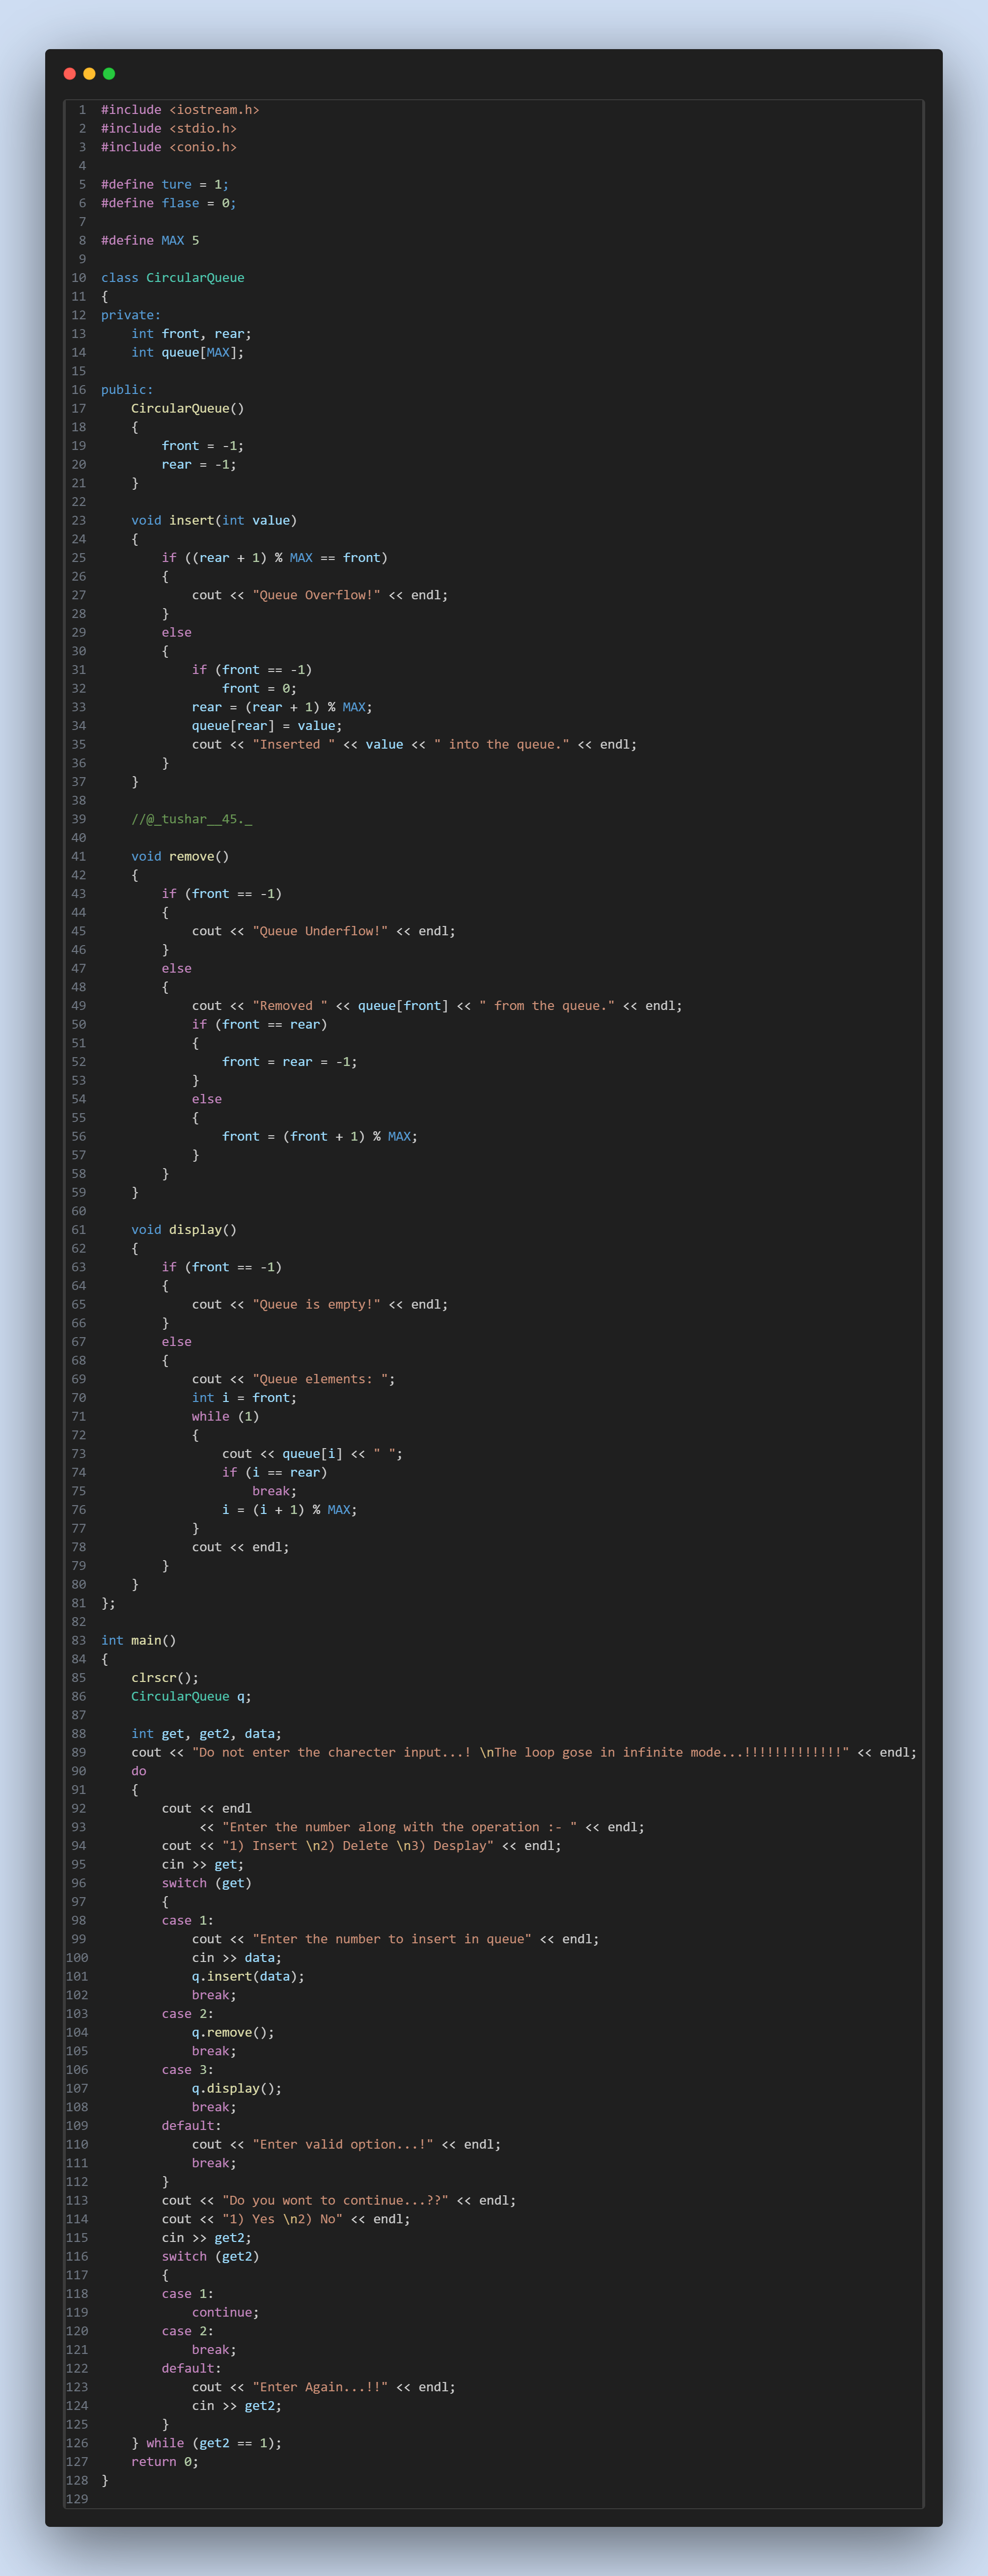 1 #include <iostream.h>
2 #include <stdio.h>
3 #include <conio.h>
4
5 #define ture = 1;
6 #define flase = 0;
7
8 #define MAX 5
9
10 class CircularQueue
11 {
12 private:
13     int front, rear;
14     int queue[MAX];
15
16 public:
17     CircularQueue()
18     {
19         front = -1;
20         rear = -1;
21     }
22
23     void insert(int value)
24     {
25         if ((rear + 1) % MAX == front)
26         {
27             cout << "Queue Overflow!" << endl;
28         }
29         else
30         {
31             if (front == -1)
32                 front = 0;
33             rear = (rear + 1) % MAX;
34             queue[rear] = value;
35             cout << "Inserted " << value << " into the queue." << endl;
36         }
37     }
38
39     //@_tushar__45._
40
41     void remove()
42     {
43         if (front == -1)
44         {
45             cout << "Queue Underflow!" << endl;
46         }
47         else
48         {
49             cout << "Removed " << queue[front] << " from the queue." << endl;
50             if (front == rear)
51             {
52                 front = rear = -1;
53             }
54             else
55             {
56                 front = (front + 1) % MAX;
57             }
58         }
59     }
60
61     void display()
62     {
63         if (front == -1)
64         {
65             cout << "Queue is empty!" << endl;
66         }
67         else
68         {
69             cout << "Queue elements: ";
70             int i = front;
71             while (1)
72             {
73                 cout << queue[i] << " ";
74                 if (i == rear)
75                     break;
76                 i = (i + 1) % MAX;
77             }
78             cout << endl;
79         }
80     }
81 };
82
83 int main()
84 {
85     clrscr();
86     CircularQueue q;
87
88     int get, get2, data;
89     cout << "Do not enter the charecter input...! \nThe loop gose in infinite mode...!!!!!!!!!!!!!" << endl;
90     do
91     {
92         cout << endl
93              << "Enter the number along with the operation :- " << endl;
94         cout << "1) Insert \n2) Delete \n3) Desplay" << endl;
95         cin >> get;
96         switch (get)
97         {
98         case 1:
99             cout << "Enter the number to insert in queue" << endl;
100             cin >> data;
101             q.insert(data);
102             break;
103         case 2:
104             q.remove();
105             break;
106         case 3:
107             q.display();
108             break;
109         default:
110             cout << "Enter valid option...!" << endl;
111             break;
112         }
113         cout << "Do you wont to continue...??" << endl;
114         cout << "1) Yes \n2) No" << endl;
115         cin >> get2;
116         switch (get2)
117         {
118         case 1:
119             continue;
120         case 2:
121             break;
122         default:
123             cout << "Enter Again...!!" << endl;
124             cin >> get2;
125         }
126     } while (get2 == 1);
127     return 0;
128 }
129